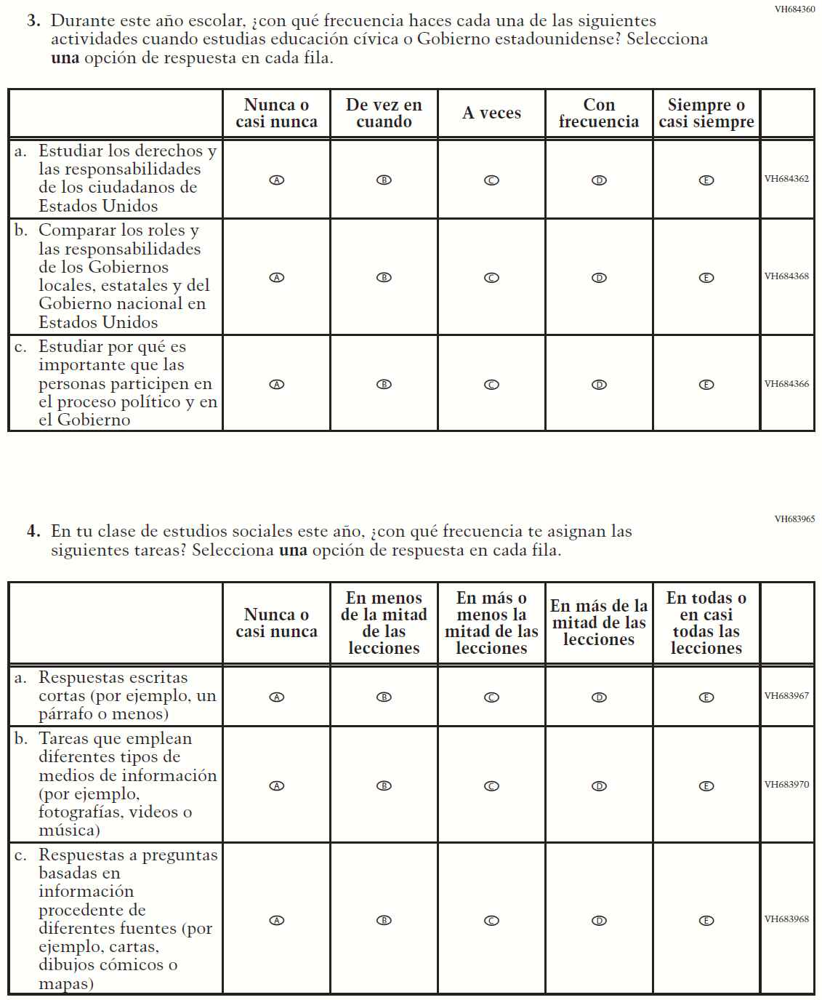 VH684360
3. Durante este año escolar, ¿con qué frecuencia haces cada una de las siguientes
actividades cuando estudias educación cívica o Gobierno estadounidense? Selecciona
una opción de respuesta en cada fila.
Nunca o
casi nunca
De vez en
cuando
A veces
Con
frecuencia
Siempre o
casi siempre
a. Estudiar los derechos y
las responsabilidades
de los ciudadanos de
Estados Unidos
A B C D E VH684362
b. Comparar los roles y
las responsabilidades
de los Gobiernos
locales, estatales y del
Gobierno nacional en
Estados Unidos
A B C D E VH684368
c. Estudiar por qué es
importante que las
personas participen en
el proceso político y en
el Gobierno
A B C D E VH684366
VH683965
4. En tu clase de estudios sociales este año, ¿con qué frecuencia te asignan las
siguientes tareas? Selecciona una opción de respuesta en cada fila.
Nunca o
casi nunca
En menos
de la mitad
de las
lecciones
En más o
menos la
mitad de las
lecciones
En más de la
mitad de las
lecciones
En todas o
en casi
todas las
lecciones
a. Respuestas escritas
cortas (por ejemplo, un
párrafo o menos)
A B C D E VH683967
b. Tareas que emplean
diferentes tipos de
medios de información
(por ejemplo,
fotografías, videos o
música)
A B C D E VH683970
c. Respuestas a preguntas
basadas en
información
procedente de
diferentes fuentes (por
ejemplo, cartas,
dibujos cómicos o
mapas)
A B C D E VH683968